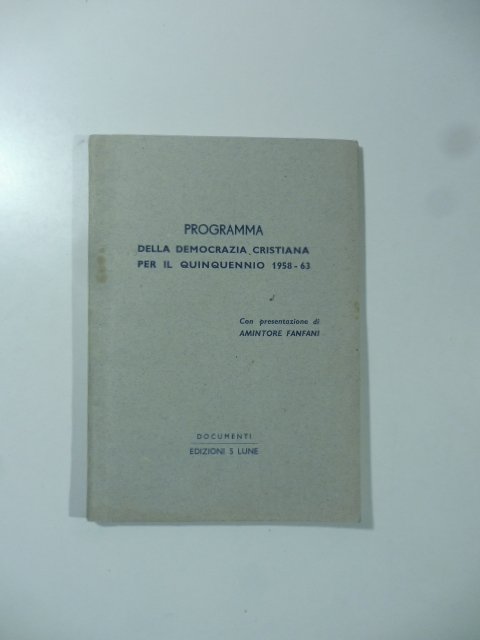 PROGRAMMA
DELLA DEMOCRAZIA CRISTIANA
PER IL QUINQUENNIO 1958-63
Con presentazione di
AMINTORE FANFANI
DOCUMENTI
EDIZIONI 5 LUNE